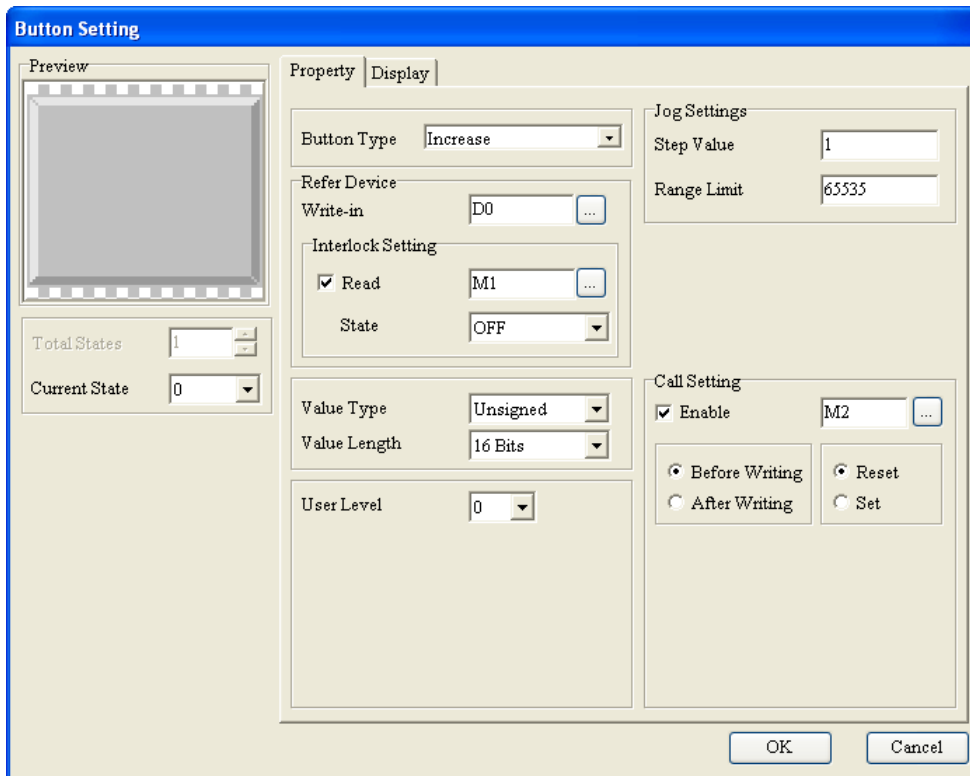 Button Setting
Preview
Total States 1
Current State 0
Property Display
Button Type Increase
Refer Device
Write-in D0 ...
Interlock Setting
Read M1 ...
State OFF
Value Type Unsigned
Value Length 16 Bits
User Level 0
Jog Settings
Step Value 1
Range Limit 65535
Call Setting
Enable M2 ...
Before Writing Reset
After Writing Set
OK Cancel